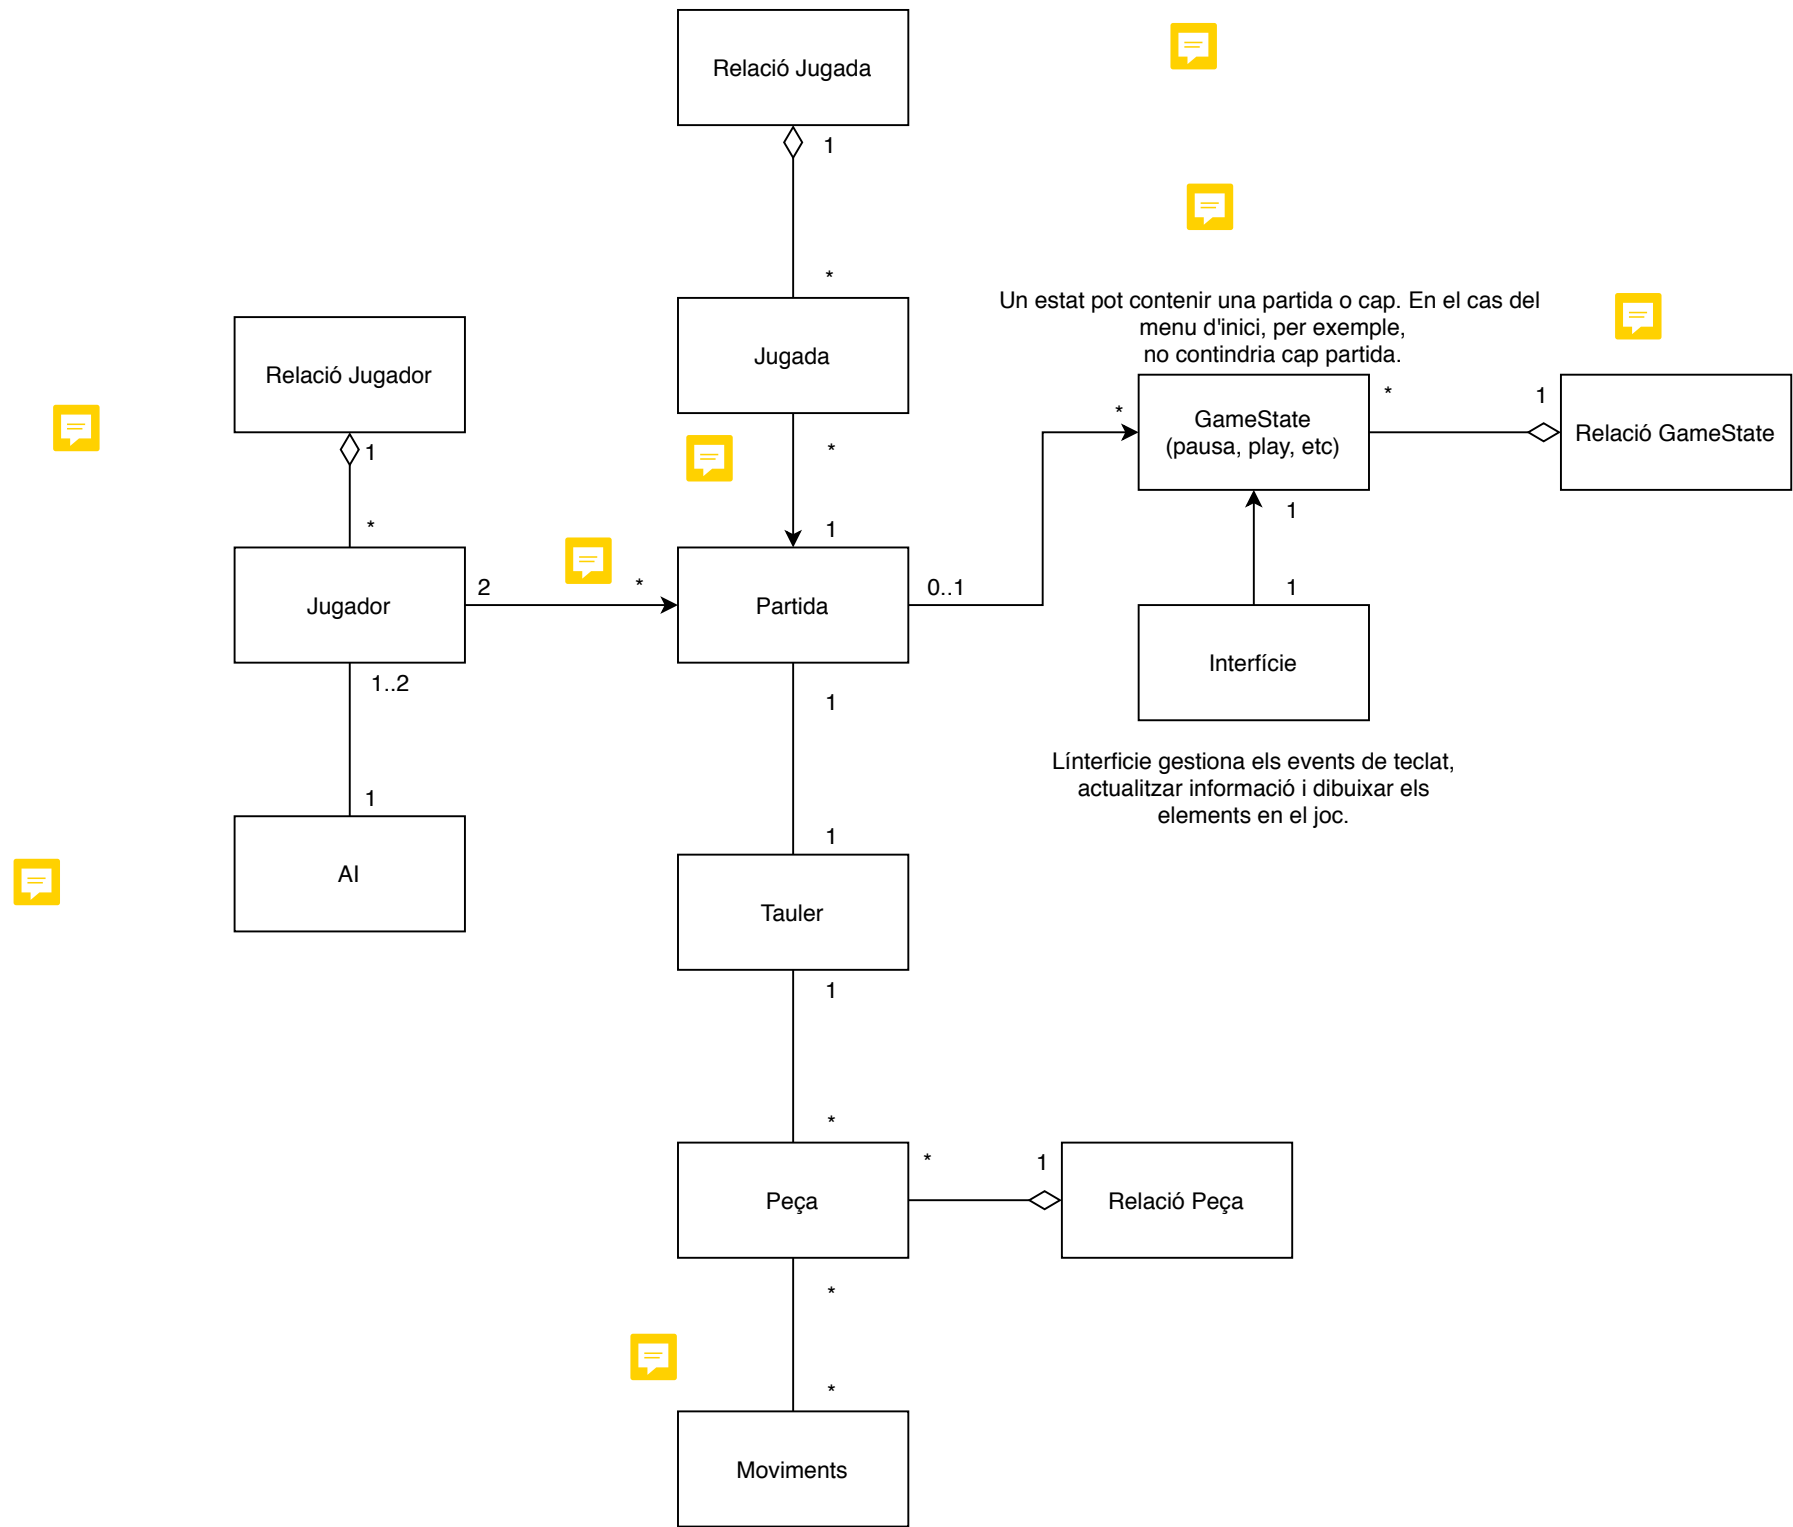 Relació Jugada
1
*
Jugada
*
1
Relació Jugador
1
*
Jugador
2
*
Partida
0..1
*
Un estat pot contenir una partida o cap. En el cas del
menu d'inici, per exemple,
no contindria cap partida.
GameState
(pausa, play, etc)
*
1
Relació GameState
1
1
Interfície
Línterficie gestiona els events de teclat,
actualitzar informació i dibuixar els
elements en el joc.
1..2
1
AI
1
1
Tauler
1
*
Peça
*
1
Relació Peça
*
*
Moviments